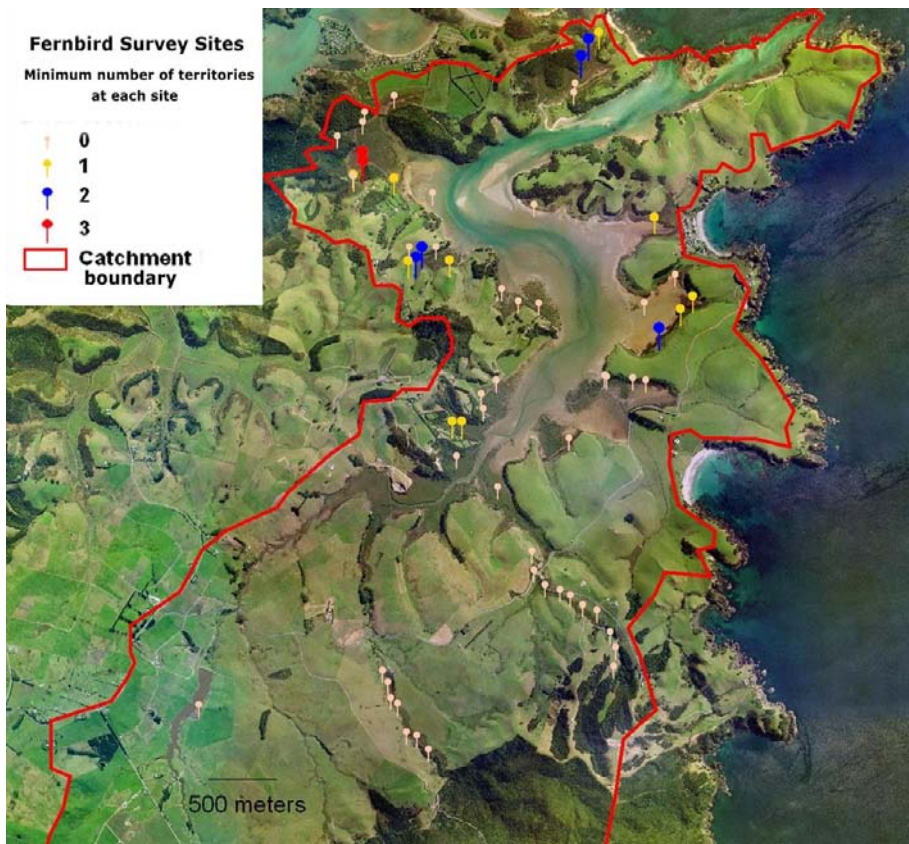 Fernbird Survey Sites
Minimum number of territories
at each site
0
1
2
3
Catchment
boundary
500 meters